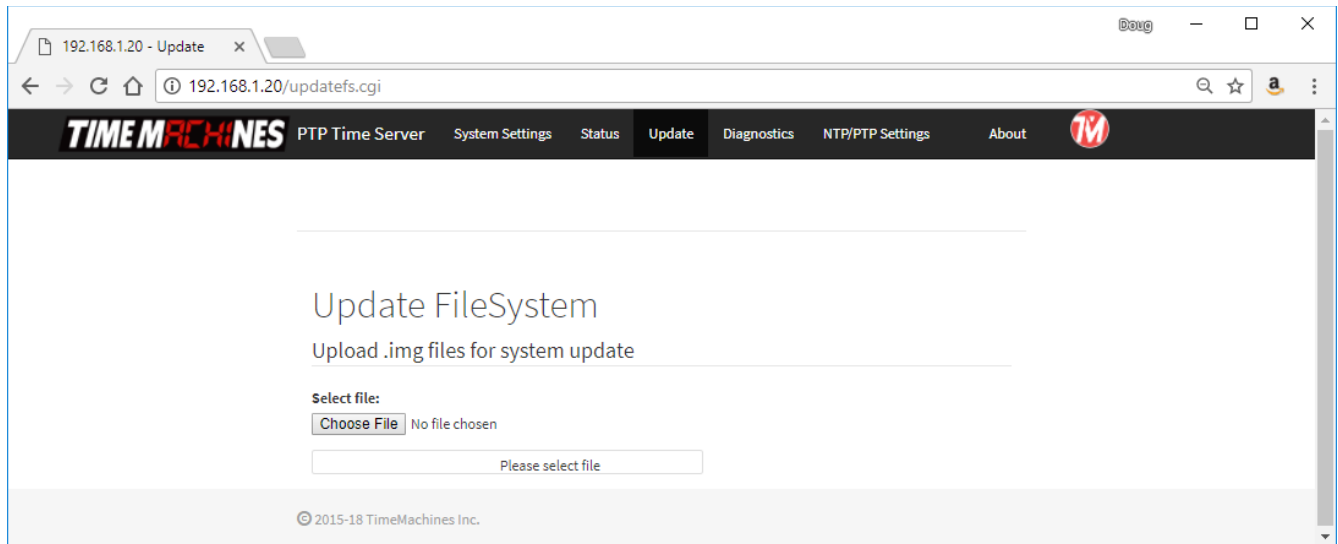 Doug
192.168.1.20 - Update
192.168.1.20/updatefs.cgi
TIME MACHINES PTP Time Server System Settings Status Update Diagnostics NTP/PTP Settings About TM
Update FileSystem
Upload .img files for system update
Select file:
Choose File No file chosen
Please select file
© 2015-18 TimeMachines Inc.